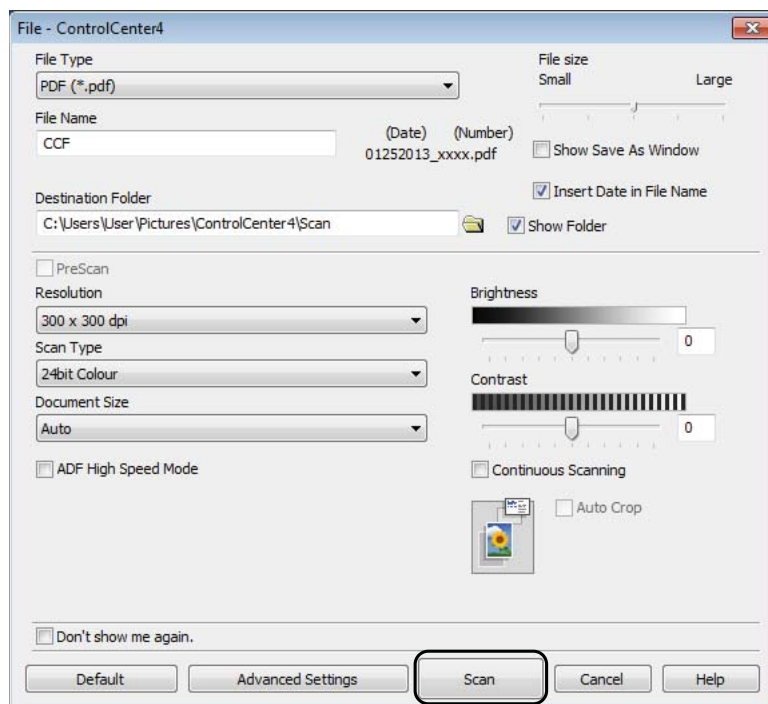 File - ControlCenter4
File Type
PDF (*.pdf)
File Name
CCF
(Date) (Number)
01252013_xxxx.pdf
File size
Small Large
Show Save As Window
Insert Date in File Name
Destination Folder
C:\Users\User\Pictures\ControlCenter4\Scan
Show Folder
PreScan
Resolution
300 x 300 dpi
Scan Type
24bit Colour
Document Size
Auto
ADF High Speed Mode
Brightness
0
Contrast
0
Continuous Scanning
Auto Crop
Don't show me again.
Default Advanced Settings Scan Cancel Help